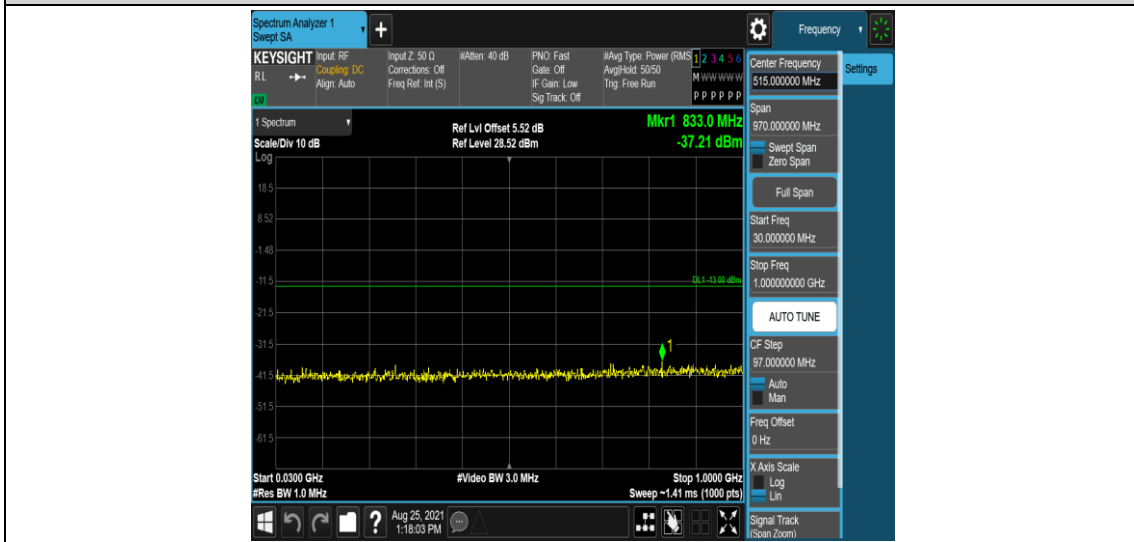 Spectrum Analyzer 1
Swept SA
+
Frequency
KEYSIGHT
RL
Input: RF
Coupling: DC
Align: Auto
Input Z: 50 Ω
Corrections: Off
Freq Ref: Int (S)
#Atten: 40 dB
PNO: Fast
Gate: Off
IF Gain: Low
Sig Track: Off
#Avg Type: Power (RMS
Avg|Hold: 50/50
Trig: Free Run
1 2 3 4 5 6
M W W W W W
P P P P P P
1 Spectrum
Scale/Div 10 dB
Log
Ref Lvl Offset 5.52 dB
Ref Level 28.52 dBm
Mkr1 833.0 MHz
-37.21 dBm
18.5
8.52
-1.48
-11.5
-21.5
-31.5
-41.5
-51.5
-61.5
DL1 -13.00 dBm
1
Start 0.0300 GHz
#Res BW 1.0 MHz
#Video BW 3.0 MHz
Stop 1.0000 GHz
Sweep ~1.41 ms (1000 pts)
?
Aug 25, 2021
1:18:03 PM
Center Frequency
515.000000 MHz
Settings
Span
970.000000 MHz
Swept Span
Zero Span
Full Span
Start Freq
30.000000 MHz
Stop Freq
1.000000000 GHz
AUTO TUNE
CF Step
97.000000 MHz
Auto
Man
Freq Offset
0 Hz
X Axis Scale
Log
Lin
Signal Track
(Span Zoom)